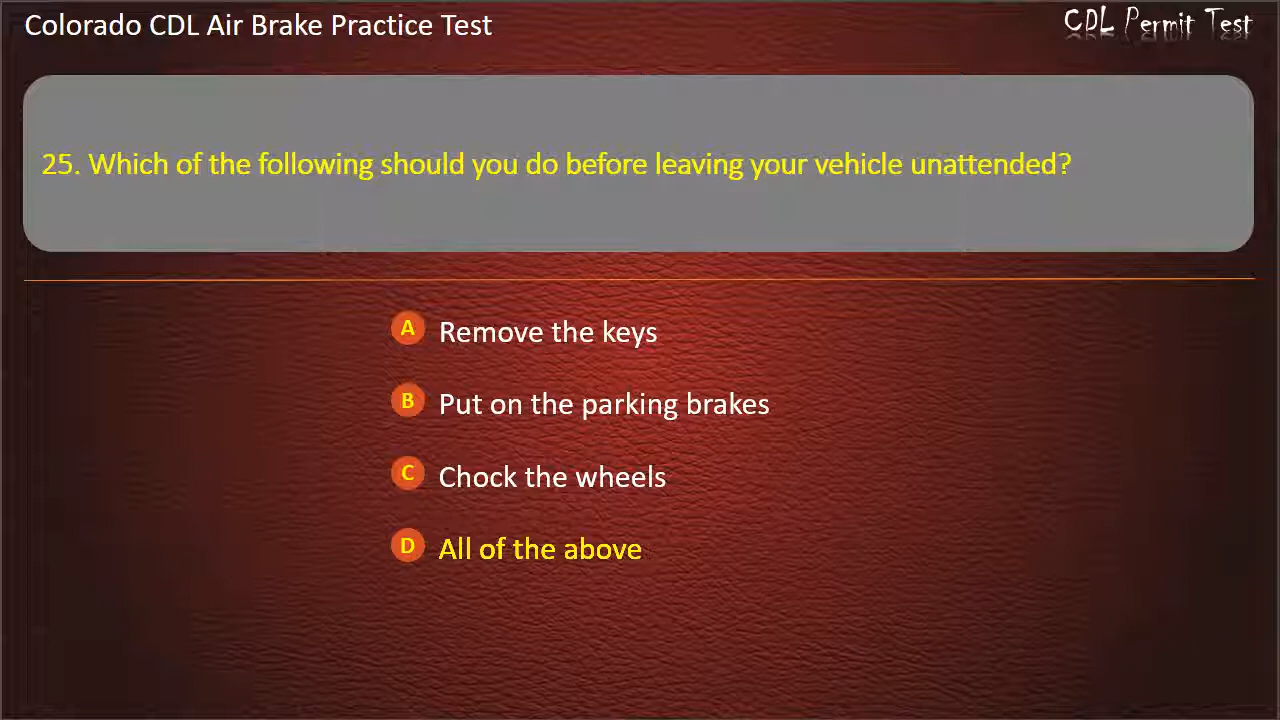 Colorado CDL Air Brake Practice Test
CDL Permit Test
25. Which of the following should you do before leaving your vehicle unattended?
A Remove the keys
B Put on the parking brakes
C Chock the wheels
D All of the above